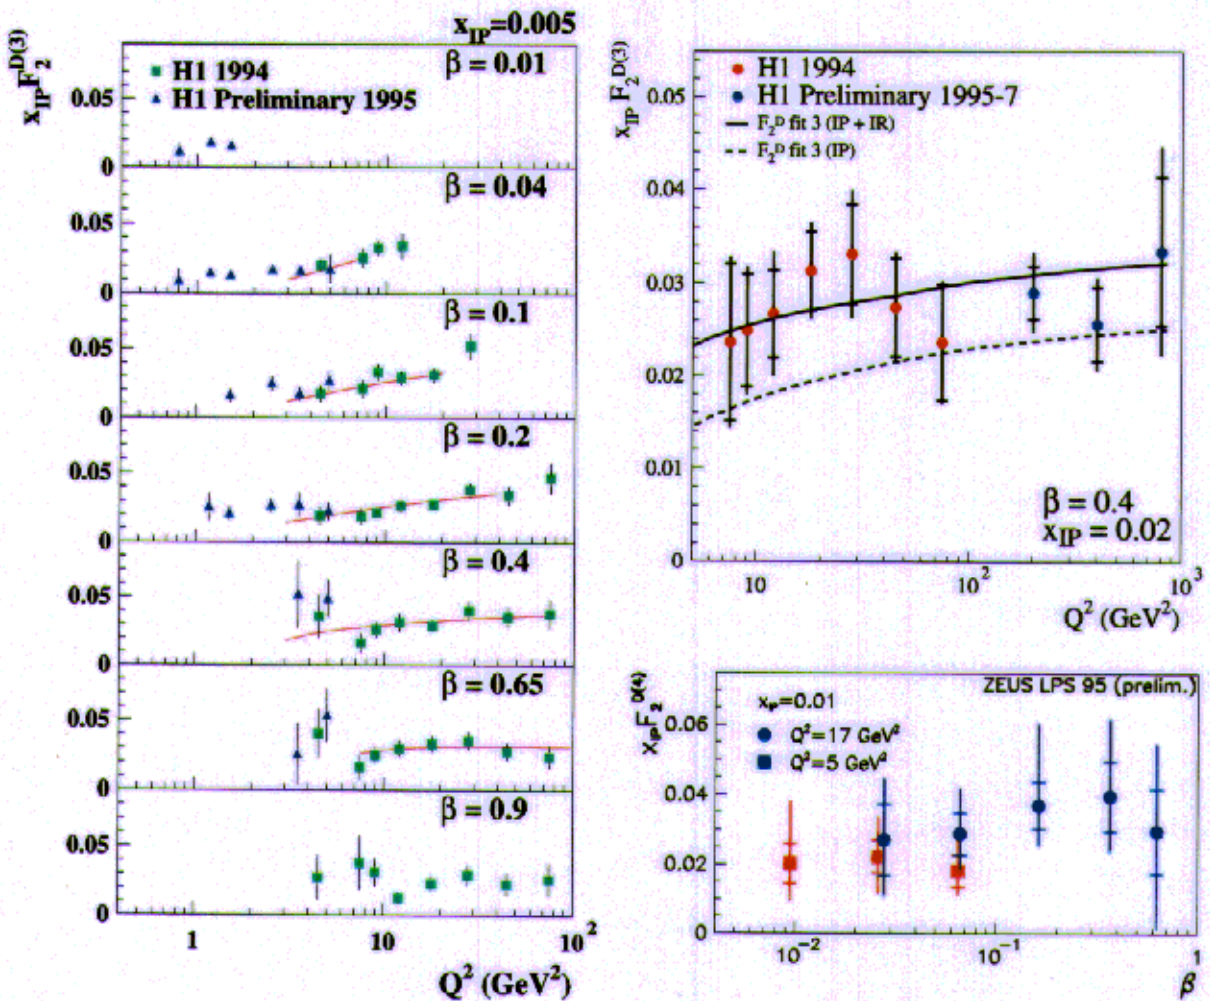 x_IP=0.005
x_IP F_2^D(3)
H1 1994
H1 Preliminary 1995
β = 0.01
0.05
0
β = 0.04
0.05
0
β = 0.1
0.05
0
β = 0.2
0.05
0
β = 0.4
0.05
0
β = 0.65
0.05
0
β = 0.9
0.05
0
1 10 10^2
Q^2 (GeV^2)
x_IP F_2^D(3)
H1 1994
H1 Preliminary 1995-7
F_2^D fit 3 (IP + IR)
F_2^D fit 3 (IP)
0.05
0.04
0.03
0.02
0.01
0
β = 0.4
x_IP = 0.02
10 10^2 10^3
Q^2 (GeV^2)
x_P F_2^D(4)
ZEUS LPS 95 (prelim.)
x_P=0.01
Q^2=17 GeV^2
Q^2=5 GeV^2
0.06
0.04
0.02
0
10^-2 10^-1 1
β